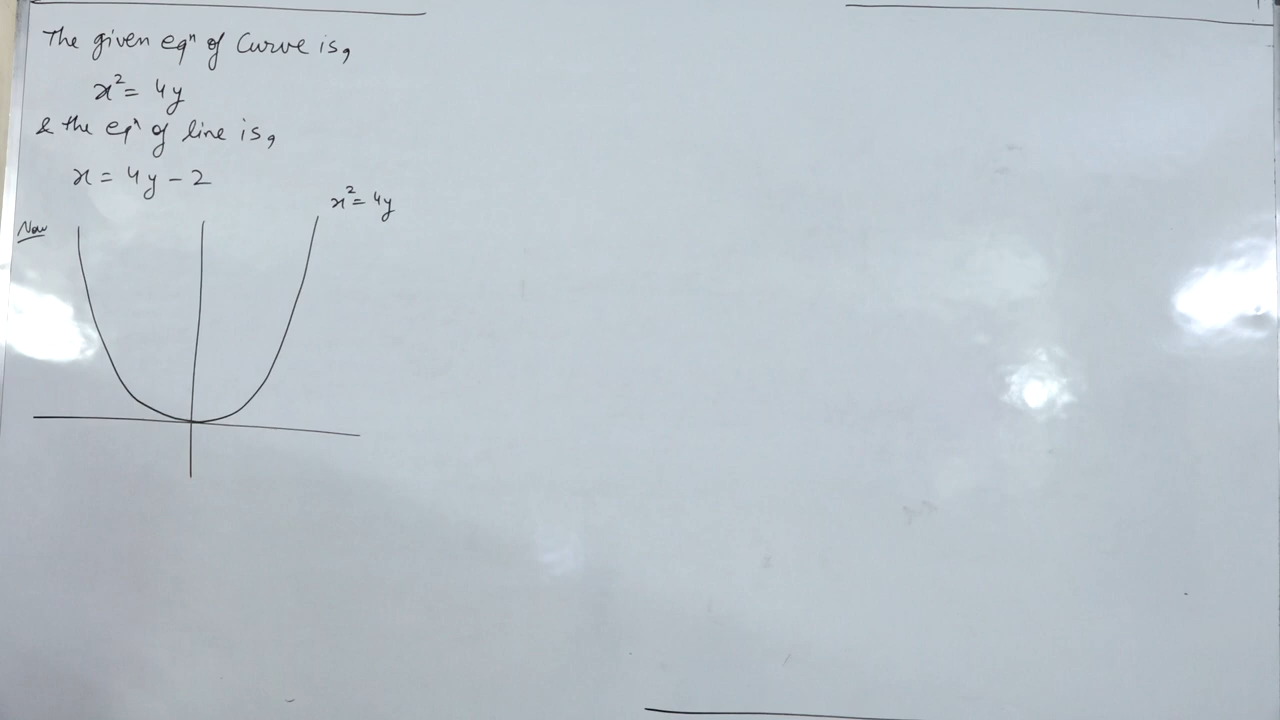 The given eqⁿ of Curve is,
x² = 4y
& the eqⁿ of line is,
x = 4y - 2
x² = 4y
Now